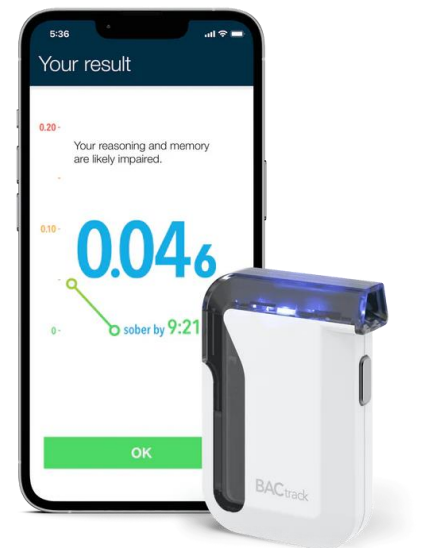 5:36
Your result
0.20 -
Your reasoning and memory
are likely impaired.
0.10 -
0.046
0 -
sober by 9:21
OK
BACtrack